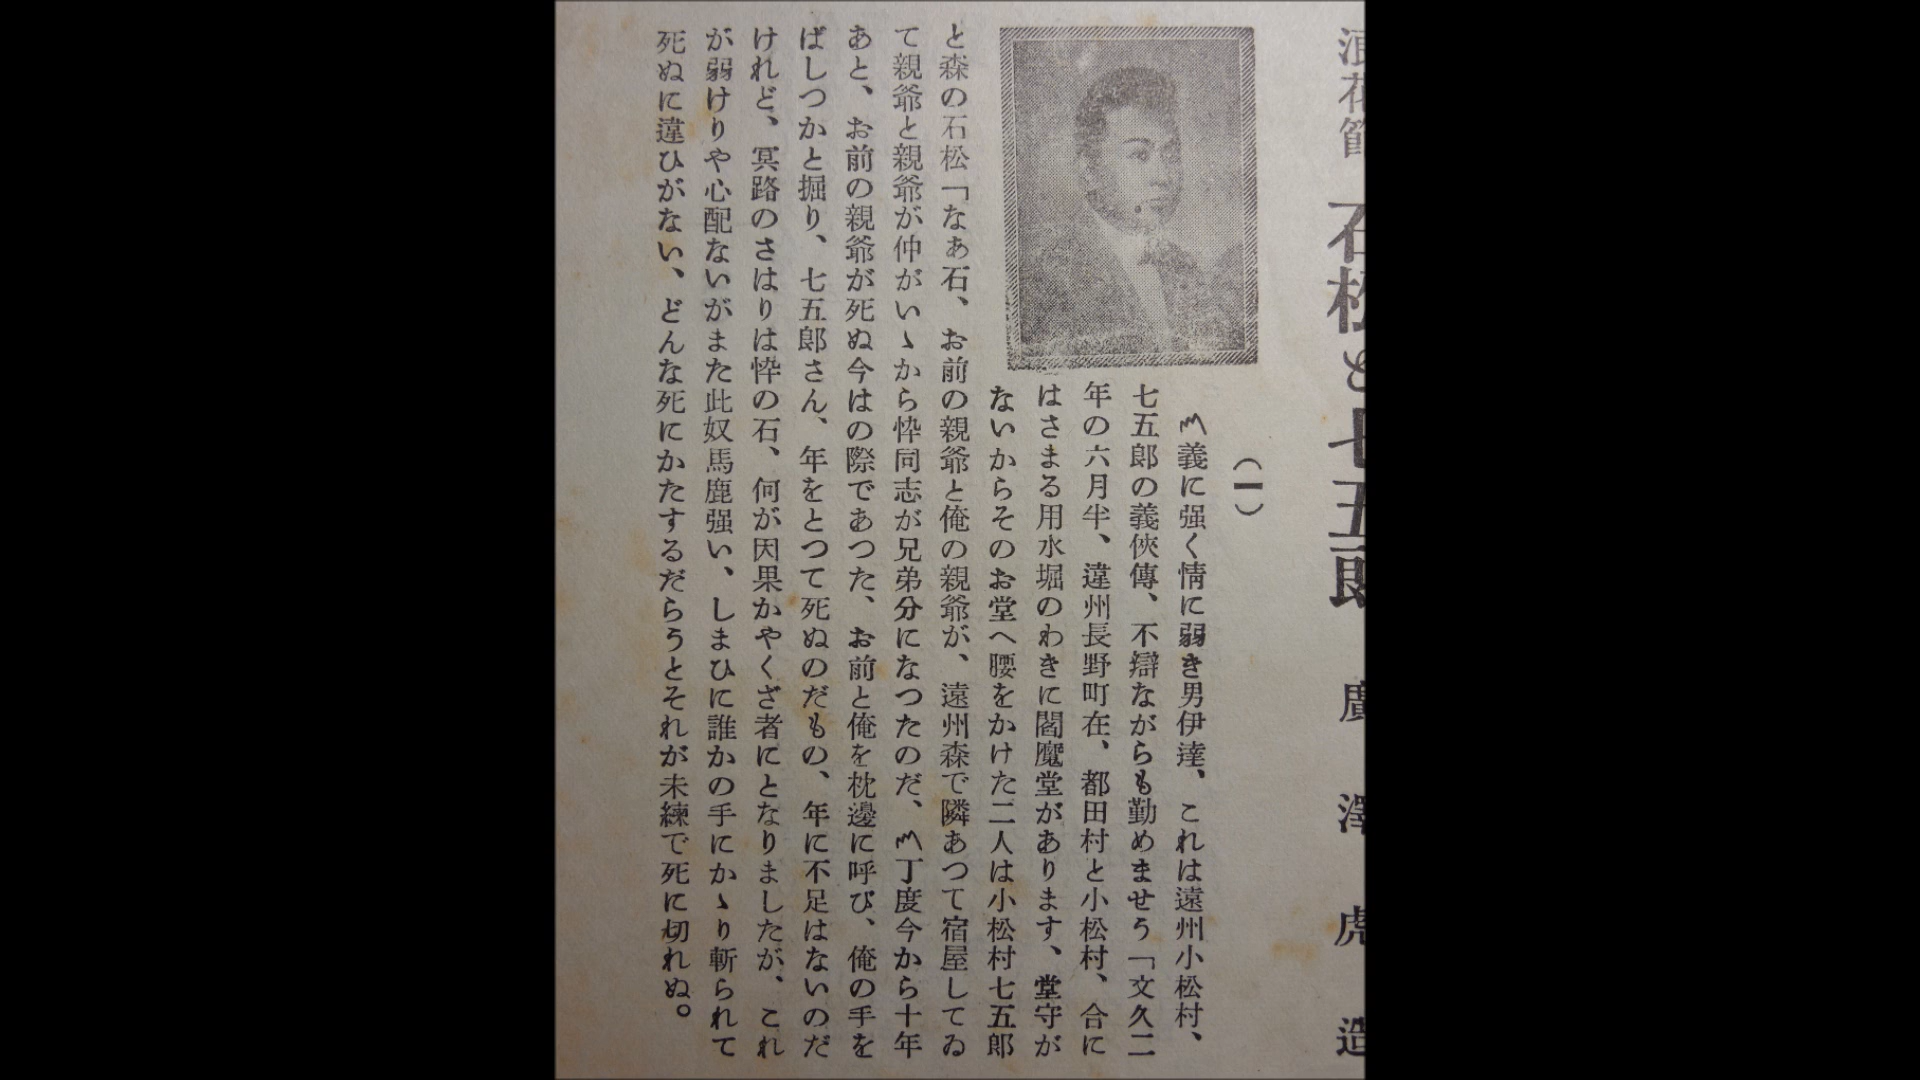 浪花節 石松と七五郎 廣澤虎造
(一)
〽義に强く情に弱き男伊達、これは遠州小松村、
七五郎の義俠傳、不辯ながらも勤めませう「文久二
年の六月半、違州長野町在、都田村と小松村、合に
はさまる用水堀のわきに閻魔堂があります、堂守が
ないからそのお堂へ腰をかけた二人は小松村七五郎
と森の石松「なあ石、お前の親爺と俺の親爺が、遠州森で隣あつて宿屋してゐ
て親爺と親爺が仲がいゝから忰同志が兄弟分になつたのだ、〽丁度今から十年
あと、お前の親爺が死ぬ今はの際であつた、お前と俺を枕邊に呼び、俺の手を
ばしつかと掘り、七五郎さん、年をとつて死ぬのだもの、年に不足はないのだ
けれど、冥路のさはりは忰の石、何が因果かやくざ者にとなりましたが、これ
が弱けりや心配ないがまた此奴馬鹿强い、しまひに誰かの手にかゝり斬られて
死ぬに違ひがない、どんな死にかたするだらうとそれが未練で死に切れぬ。